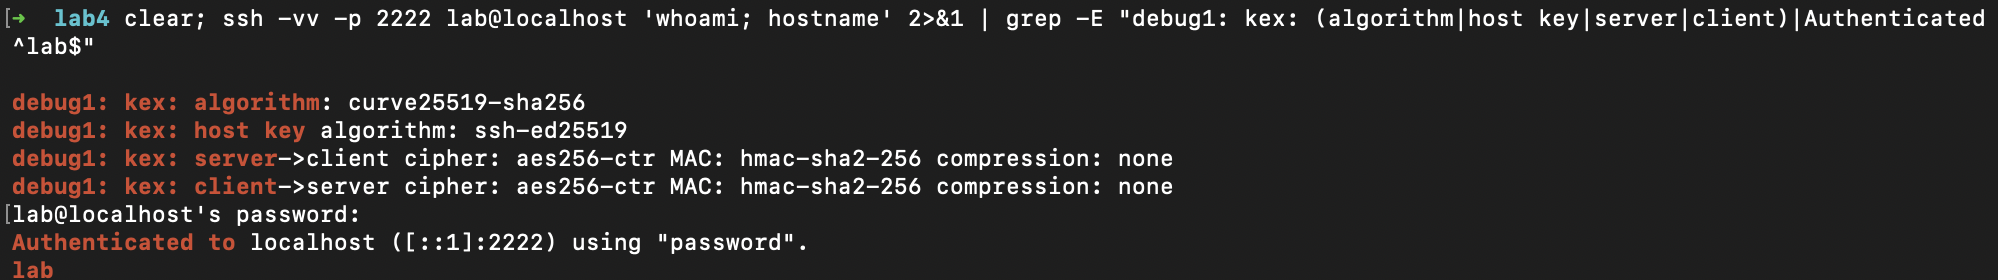 [➜  lab4 clear; ssh -vv -p 2222 lab@localhost 'whoami; hostname' 2>&1 | grep -E "debug1: kex: (algorithm|host key|server|client)|Authenticated
^lab$"
debug1: kex: algorithm: curve25519-sha256
debug1: kex: host key algorithm: ssh-ed25519
debug1: kex: server->client cipher: aes256-ctr MAC: hmac-sha2-256 compression: none
debug1: kex: client->server cipher: aes256-ctr MAC: hmac-sha2-256 compression: none
[lab@localhost's password:
Authenticated to localhost ([::1]:2222) using "password".
lab